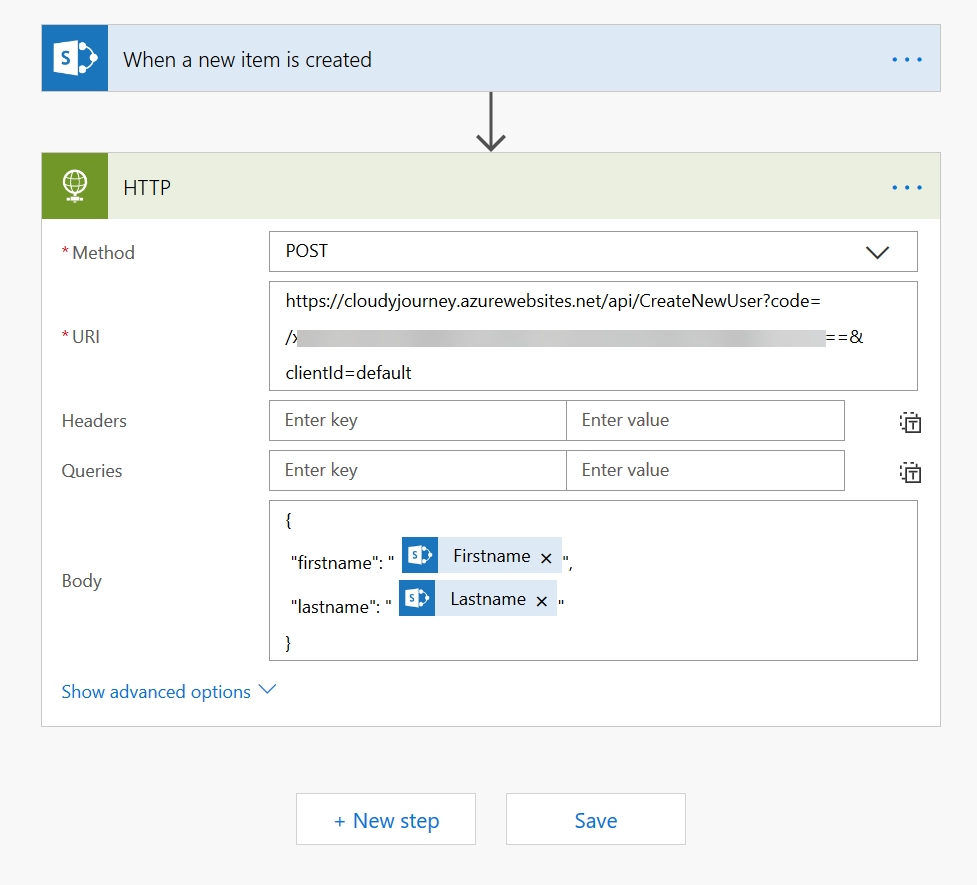 When a new item is created
HTTP
* Method
POST
* URI
https://cloudyjourney.azurewebsites.net/api/CreateNewUser?code=
/x ==&
clientId=default
Headers
Enter key
Enter value
Queries
Enter key
Enter value
Body
{
"firstname": " Firstname × ",
"lastname": " Lastname × "
}
Show advanced options
+ New step
Save